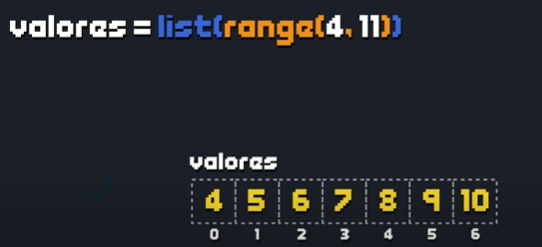 valores = list(range(4, 11))
valores
4 5 6 7 8 9 10
0 1 2 3 4 5 6